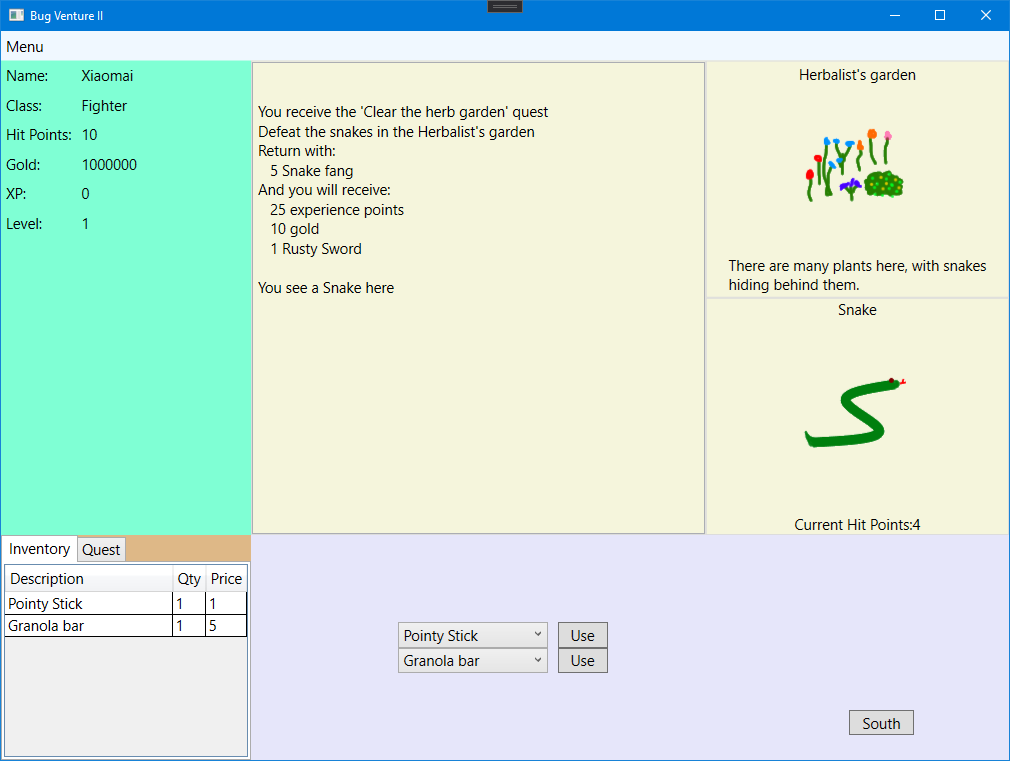 Bug Venture II
Menu
Name: Xiaomai
Class: Fighter
Hit Points: 10
Gold: 1000000
XP: 0
Level: 1
You receive the 'Clear the herb garden' quest
Defeat the snakes in the Herbalist's garden
Return with:
5 Snake fang
And you will receive:
25 experience points
10 gold
1 Rusty Sword
You see a Snake here
Herbalist's garden
There are many plants here, with snakes
hiding behind them.
Snake
Current Hit Points:4
Inventory Quest
Description Qty Price
Pointy Stick 1 1
Granola bar 1 5
Pointy Stick Use
Granola bar Use
South